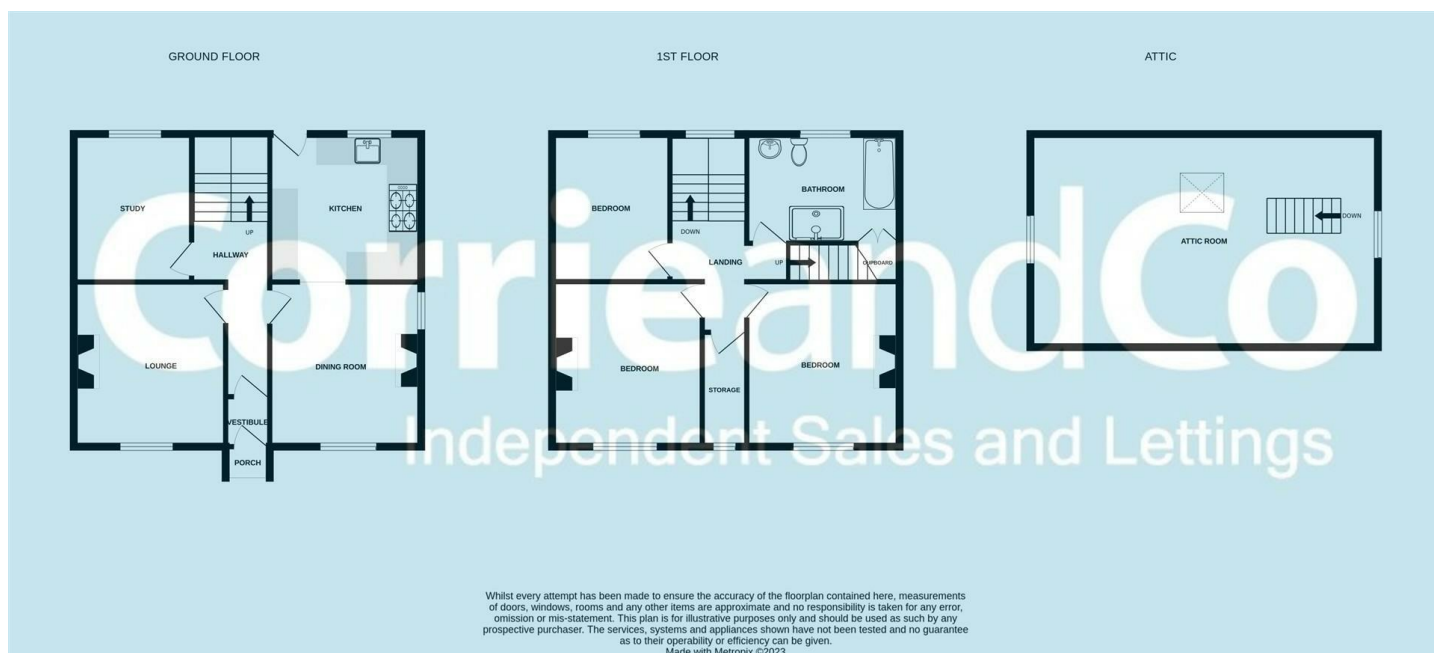 GROUND FLOOR
1ST FLOOR
ATTIC
STUDY
KITCHEN
UP
HALLWAY
LOUNGE
DINING ROOM
VESTIBULE
PORCH
BEDROOM
BATHROOM
DOWN
LANDING
UP
CUPBOARD
BEDROOM
BEDROOM
STORAGE
DOWN
ATTIC ROOM
CorrieandCo
Independent Sales and Lettings
Whilst every attempt has been made to ensure the accuracy of the floorplan contained here, measurements
of doors, windows, rooms and any other items are approximate and no responsibility is taken for any error,
omission or mis-statement. This plan is for illustrative purposes only and should be used as such by any
prospective purchaser. The services, systems and appliances shown have not been tested and no guarantee
as to their operability or efficiency can be given.
Made with Metropix ©2023